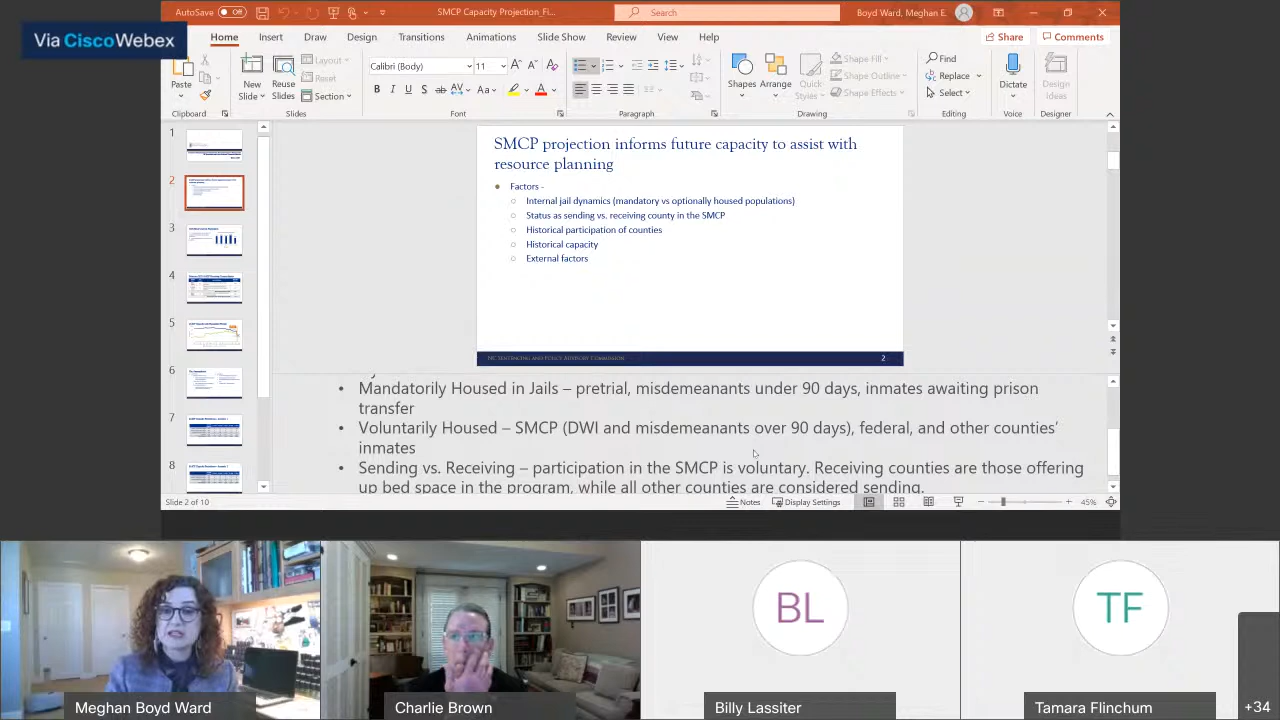 AutoSave
Off
SMCP Capacity Projection_Fi...
Search
Boyd Ward, Meghan E.
Via CiscoWebex
Home
Insert
Draw
Design
Transitions
Animations
Slide Show
Review
View
Help
Share
Comments
Paste
Clipboard
New
Slide
Reuse
Slides
Layout
Reset
Section
Slides
Calibri (Body)
11
Font
Paragraph
Shapes
Arrange
Quick
Styles
Shape Fill
Shape Outline
Shape Effects
Drawing
Find
Replace
Select
Editing
Dictate
Voice
Design
Ideas
Designer
1
2
3
4
5
6
7
8
SMCP projection informs future capacity to assist with
resource planning
Factors -
Internal jail dynamics (mandatory vs optionally housed populations)
Status as sending vs. receiving county in the SMCP
Historical participation of counties
Historical capacity
External factors
NC Sentencing and Policy Advisory Commission
2
• Mandatorily Housed in Jails – pretrial, misdemeanants under 90 days, inmates awaiting prison
transfer
• Voluntarily Housed – SMCP (DWI and misdemeanants over 90 days), federal, and other counties’
inmates
• Sending vs. Receiving – participation in the SMCP is voluntary. Receiving counties are those offering
up bed space in the program, while all other counties are considered sending.
Slide 2 of 10
Notes
Display Settings
45%
BL
TF
Meghan Boyd Ward
Charlie Brown
Billy Lassiter
Tamara Flinchum
+34